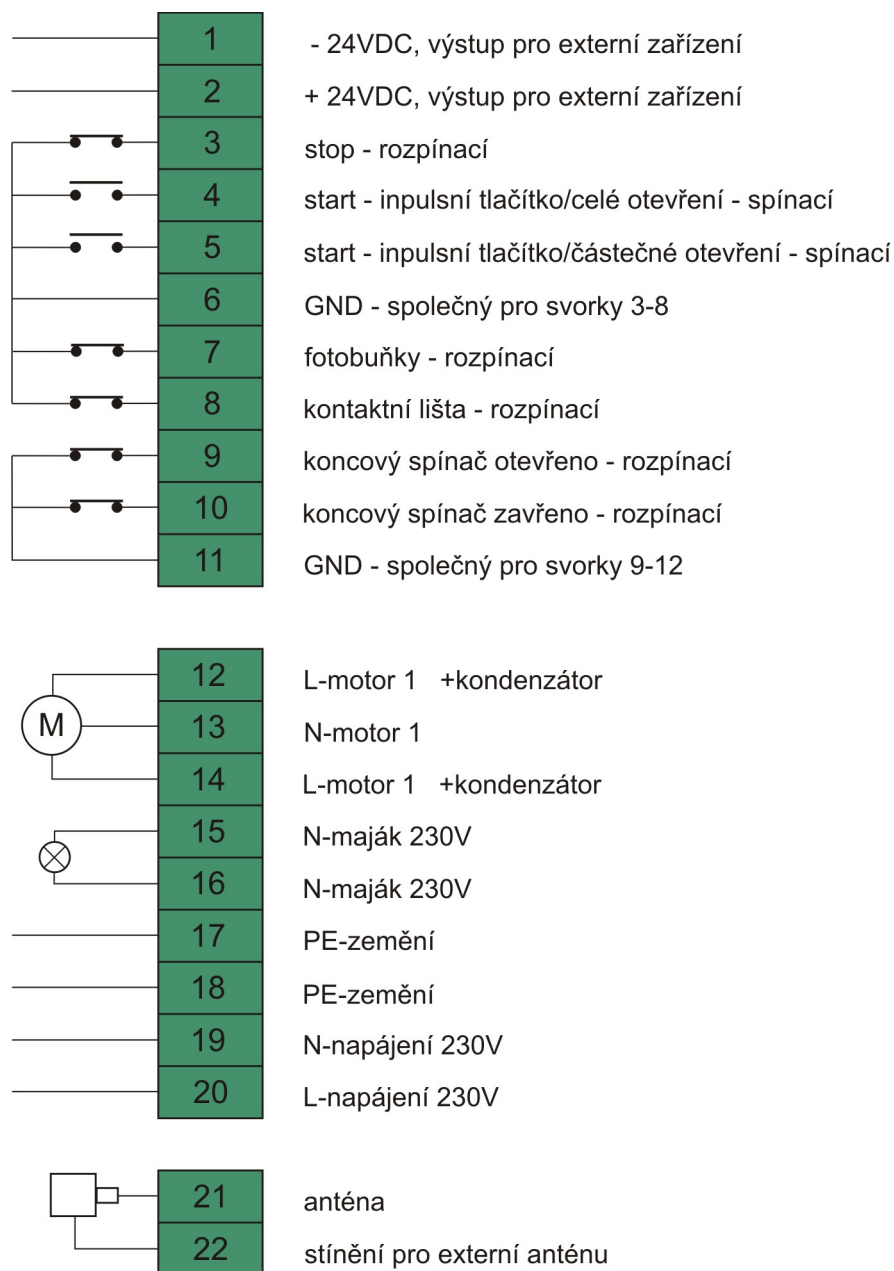 1 - 24VDC, výstup pro externí zařízení
2 + 24VDC, výstup pro externí zařízení
3 stop - rozpínací
4 start - inpulsní tlačítko/celé otevření - spínací
5 start - inpulsní tlačítko/částečné otevření - spínací
6 GND - společný pro svorky 3-8
7 fotobuňky - rozpínací
8 kontaktní lišta - rozpínací
9 koncový spínač otevřeno - rozpínací
10 koncový spínač zavřeno - rozpínací
11 GND - společný pro svorky 9-12
12 L-motor 1 +kondenzátor
M 13 N-motor 1
14 L-motor 1 +kondenzátor
15 N-maják 230V
16 N-maják 230V
17 PE-zemění
18 PE-zemění
19 N-napájení 230V
20 L-napájení 230V
21 anténa
22 stínění pro externí anténu